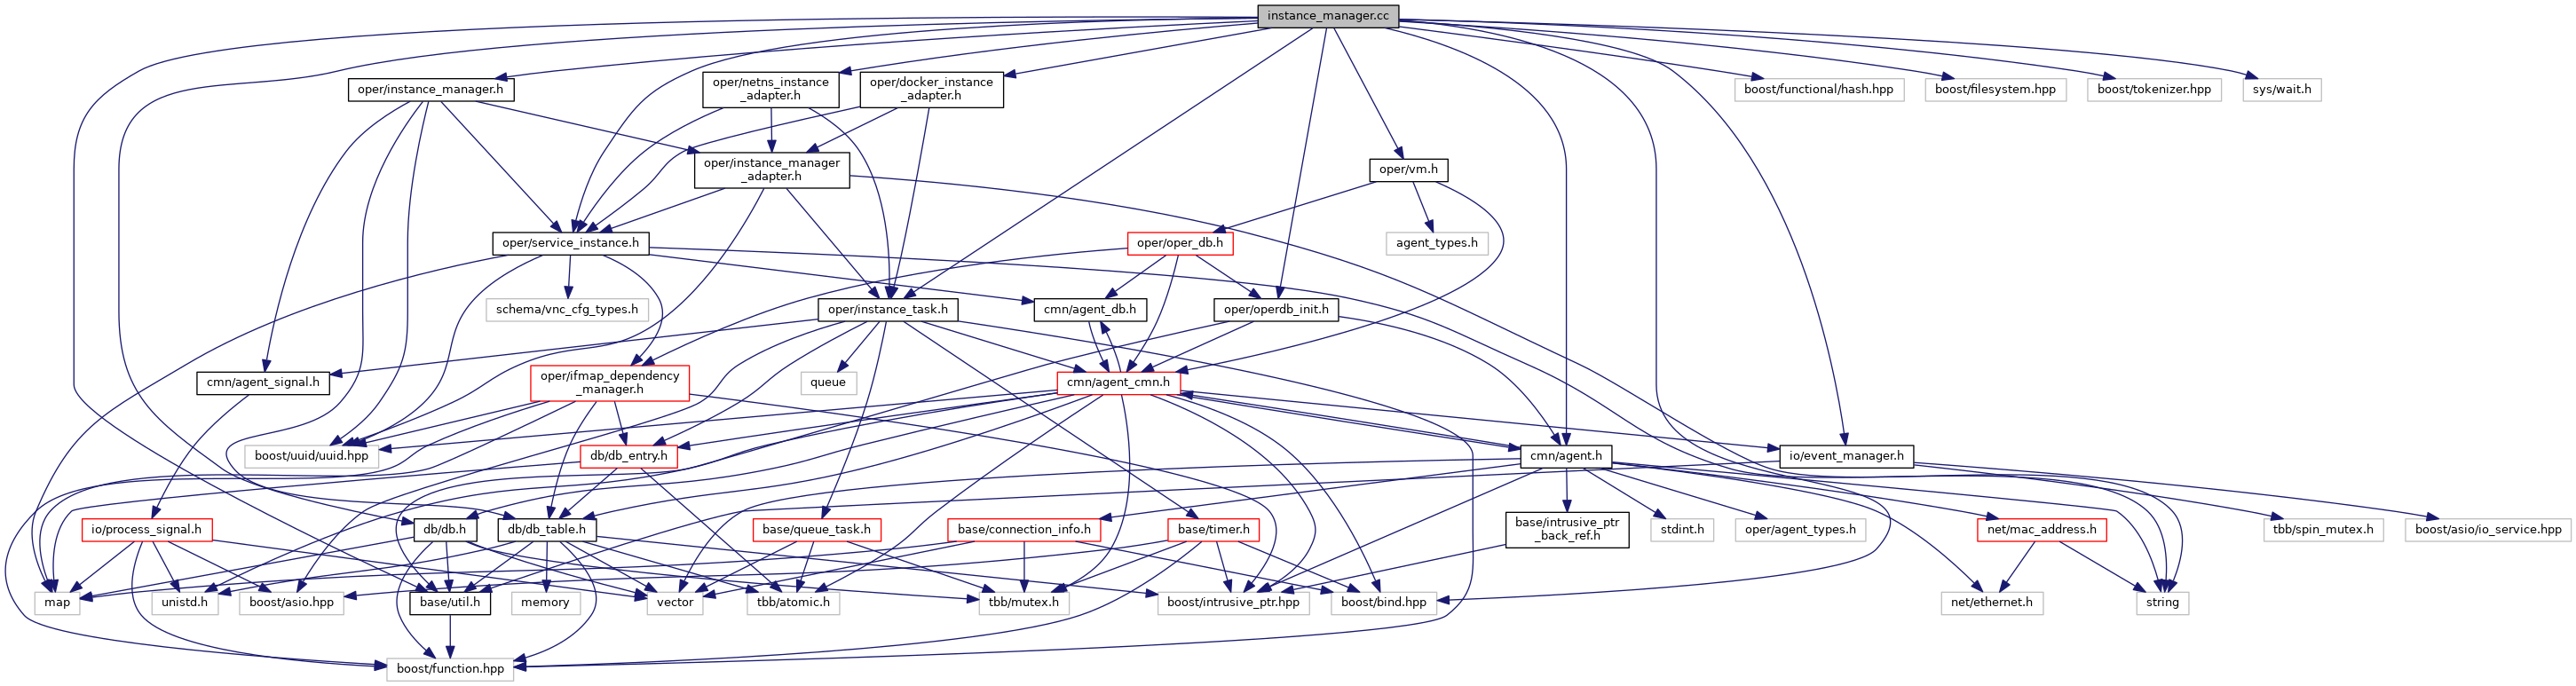 instance_manager.cc
oper/instance_manager.h
oper/netns_instance
_adapter.h
oper/docker_instance
_adapter.h
boost/functional/hash.hpp
boost/filesystem.hpp
boost/tokenizer.hpp
sys/wait.h
oper/instance_manager
_adapter.h
oper/vm.h
oper/service_instance.h
oper/oper_db.h
agent_types.h
schema/vnc_cfg_types.h
oper/instance_task.h
cmn/agent_db.h
oper/operdb_init.h
cmn/agent_signal.h
oper/ifmap_dependency
_manager.h
queue
cmn/agent_cmn.h
boost/uuid/uuid.hpp
db/db_entry.h
cmn/agent.h
io/event_manager.h
io/process_signal.h
db/db.h
db/db_table.h
base/queue_task.h
base/connection_info.h
base/timer.h
base/intrusive_ptr
_back_ref.h
stdint.h
oper/agent_types.h
net/mac_address.h
tbb/spin_mutex.h
boost/asio/io_service.hpp
map
unistd.h
boost/asio.hpp
base/util.h
memory
vector
tbb/atomic.h
tbb/mutex.h
boost/intrusive_ptr.hpp
boost/bind.hpp
net/ethernet.h
string
boost/function.hpp